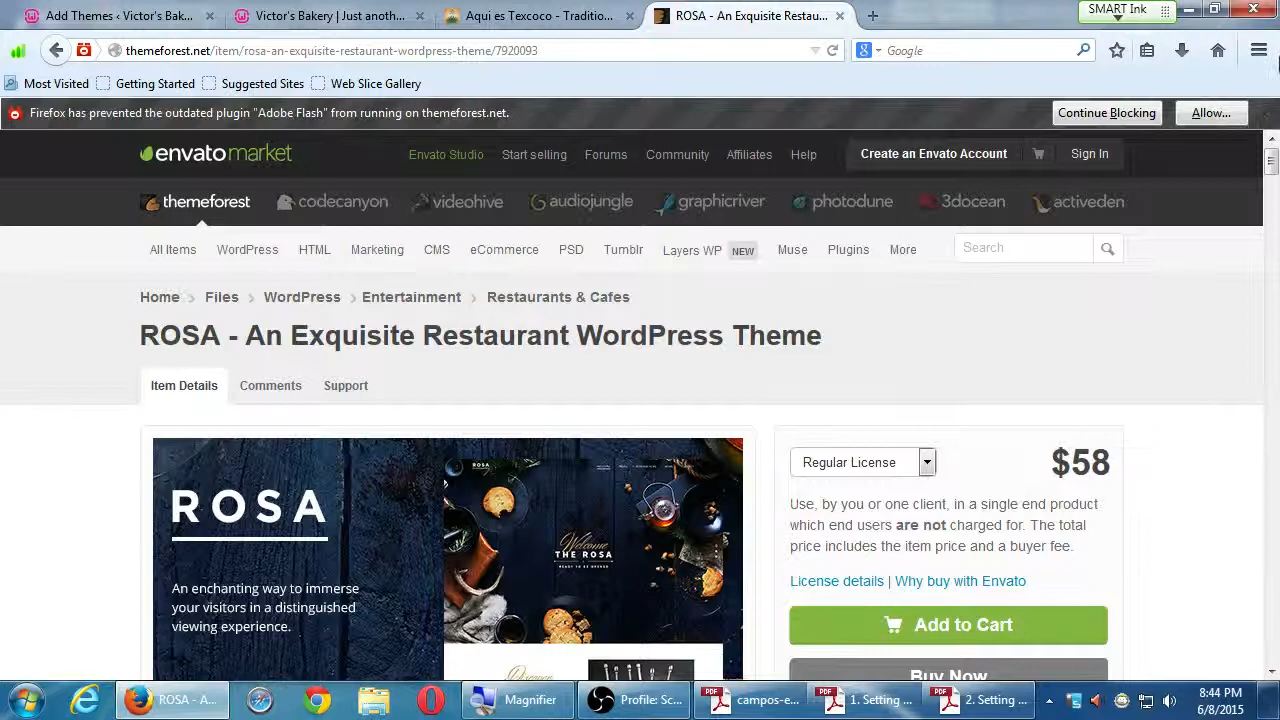 Add Themes ‹ Victor's Bak...
Victor's Bakery | Just anoth...
Aqui es Texcoco - Traditio...
ROSA - An Exquisite Restau...
SMART Ink
themeforest.net/item/rosa-an-exquisite-restaurant-wordpress-theme/7920093
Google
Most Visited
Getting Started
Suggested Sites
Web Slice Gallery
Firefox has prevented the outdated plugin "Adobe Flash" from running on themeforest.net.
Continue Blocking
Allow...
envatomarket
Envato Studio
Start selling
Forums
Community
Affiliates
Help
Create an Envato Account
Sign In
themeforest
codecanyon
videohive
audiojungle
graphicriver
photodune
3docean
activeden
All Items
WordPress
HTML
Marketing
CMS
eCommerce
PSD
Tumblr
Layers WP NEW
Muse
Plugins
More
Search
Home > Files > WordPress > Entertainment > Restaurants & Cafes
ROSA - An Exquisite Restaurant WordPress Theme
Item Details
Comments
Support
ROSA
An enchanting way to immerse
your visitors in a distinguished
viewing experience.
ROSA
Welcome
THE ROSA
Regular License
$58
Use, by you or one client, in a single end product
which end users are not charged for. The total
price includes the item price and a buyer fee.
License details | Why buy with Envato
Add to Cart
Buy Now
ROSA - A...
Magnifier
Profile: Sc...
campos-e...
1. Setting ...
2. Setting ...
8:44 PM
6/8/2015